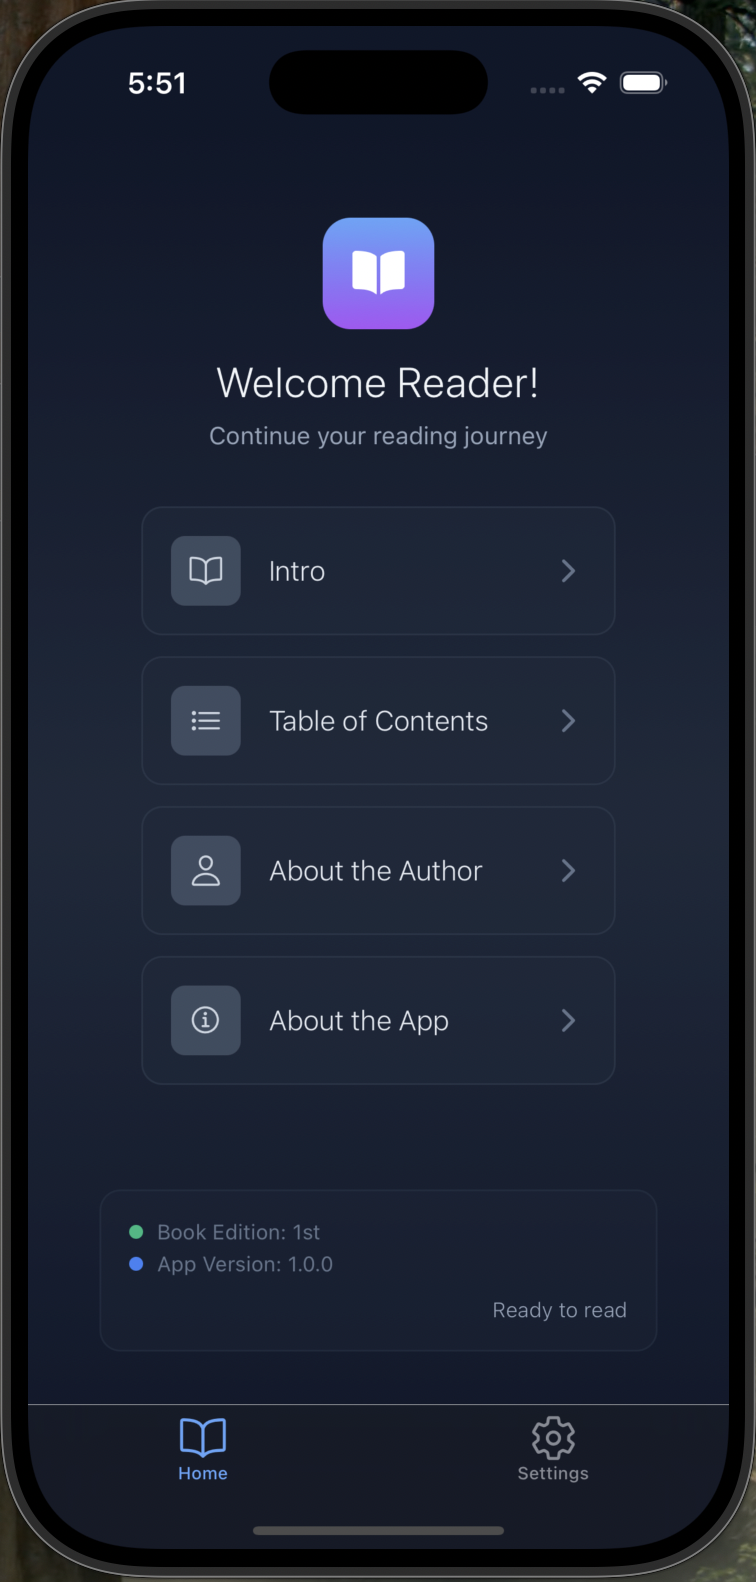 5:51
Welcome Reader!
Continue your reading journey
Intro
Table of Contents
About the Author
About the App
Book Edition: 1st
App Version: 1.0.0
Ready to read
Home
Settings